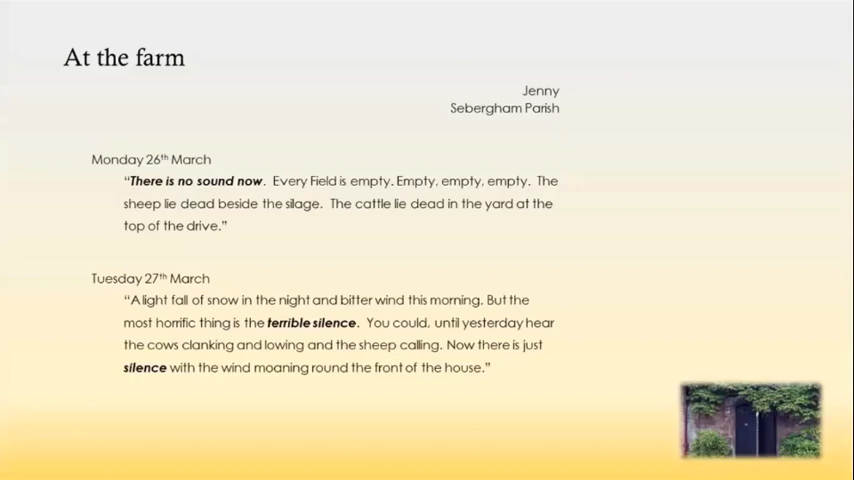 At the farm
Jenny
Sebergham Parish
Monday 26th March
“There is no sound now. Every Field is empty. Empty, empty, empty. The
sheep lie dead beside the silage. The cattle lie dead in the yard at the
top of the drive.”
Tuesday 27th March
“A light fall of snow in the night and bitter wind this morning. But the
most horrific thing is the terrible silence. You could, until yesterday hear
the cows clanking and lowing and the sheep calling. Now there is just
silence with the wind moaning round the front of the house.”